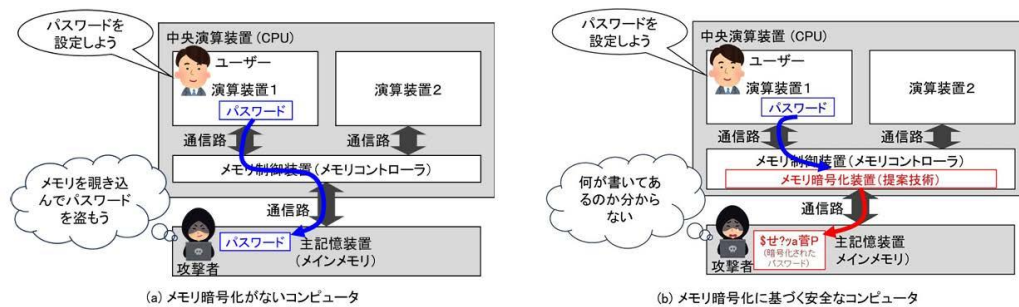 パスワードを
設定しよう
中央演算装置(CPU)
ユーザー
演算装置1
パスワード
演算装置2
通信路
通信路
メモリ制御装置(メモリコントローラ)
メモリを覗き込
んでパスワード
を盗もう
通信路
パスワード
主記憶装置
(メインメモリ)
攻撃者
(a) メモリ暗号化がないコンピュータ
パスワードを
設定しよう
中央演算装置(CPU)
ユーザー
演算装置1
パスワード
演算装置2
通信路
通信路
メモリ制御装置(メモリコントローラ)
メモリ暗号化装置(提案技術)
何が書いてあ
るのか分から
ない
通信路
$せ?ッa菅P
(暗号化された
パスワード)
主記憶装置
(メインメモリ)
攻撃者
(b) メモリ暗号化に基づく安全なコンピュータ